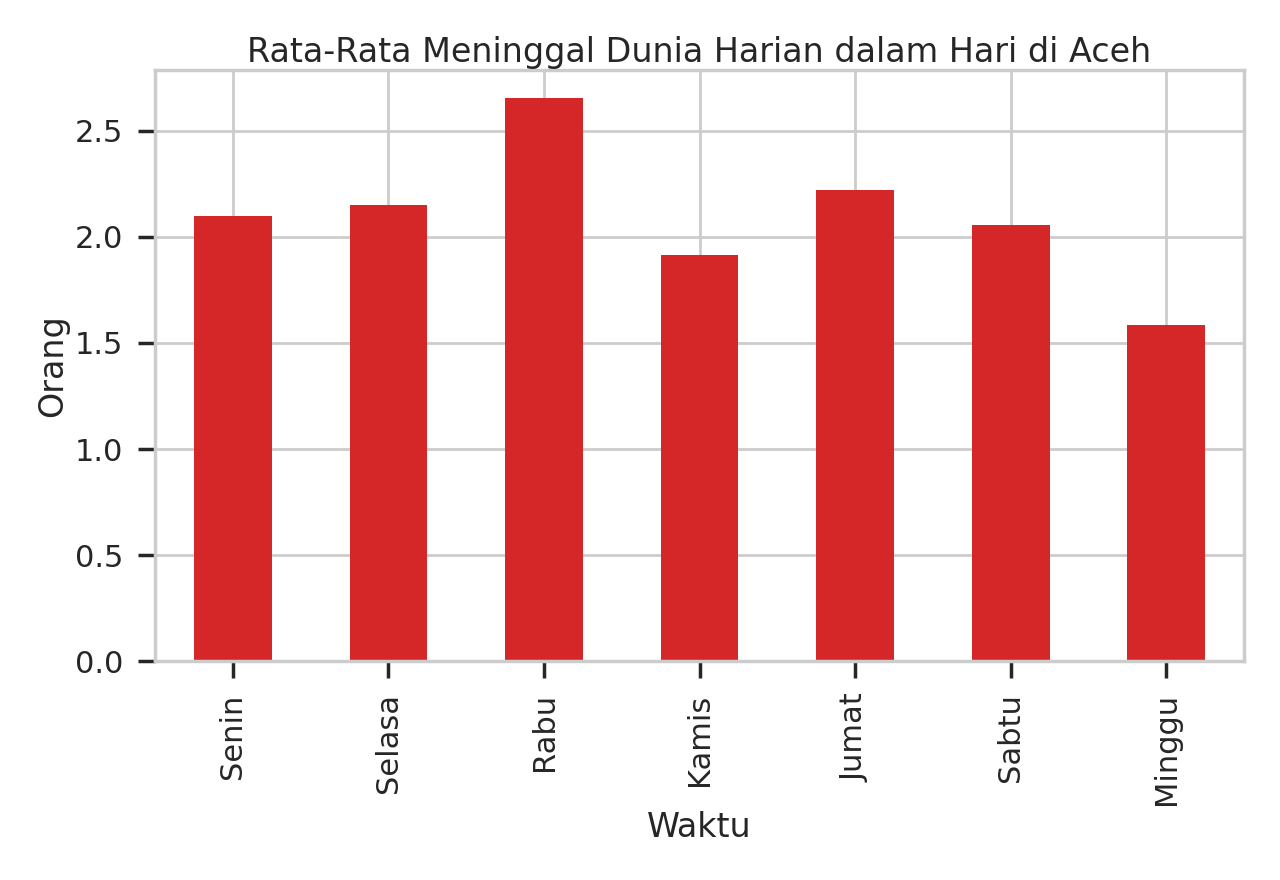 Rata-Rata Meninggal Dunia Harian dalam Hari di Aceh
2.5
2.0
1.5
1.0
0.5
0.0
Orang
Senin
Selasa
Rabu
Kamis
Jumat
Sabtu
Minggu
Waktu